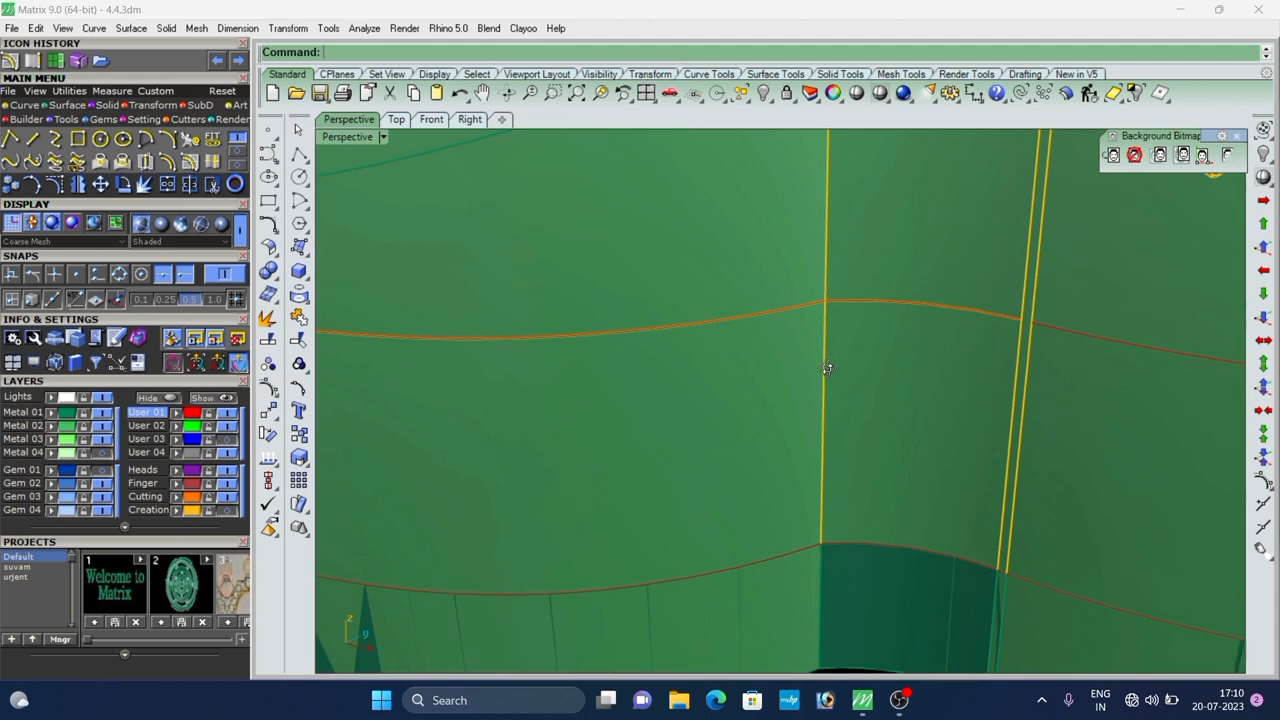 Matrix 9.0 (64-bit) - 4.4.3dm
File Edit View Curve Surface Solid Mesh Dimension Transform Tools Analyze Render Rhino 5.0 Blend Clayoo Help
ICON HISTORY
Command:
MAIN MENU
File View Utilities Measure Custom
Curve Surface Solid Transform SubD Art
Builder Tools Gems Setting Cutters Render
Standard CPlanes Set View Display Select Viewport Layout Visibility Transform Curve Tools Surface Tools Solid Tools Mesh Tools Render Tools Drafting New in V5
Perspective Top Front Right
Perspective
Background Bitmap
DISPLAY
Coarse Mesh Shaded
SNAPS
0.1 0.25 0.5 1.0
INFO & SETTINGS
LAYERS
Lights Hide Show
Metal 01 User 01
Metal 02 User 02
Metal 03 User 03
Metal 04 User 04
Gem 01 Heads
Gem 02 Finger
Gem 03 Cutting
Gem 04 Creation
PROJECTS
Default
suvam
urjent
1 2 3
Welcome to
Matrix
Mngr
z
y
x
Search
mhp
ENG
IN
17:10
20-07-2023
2